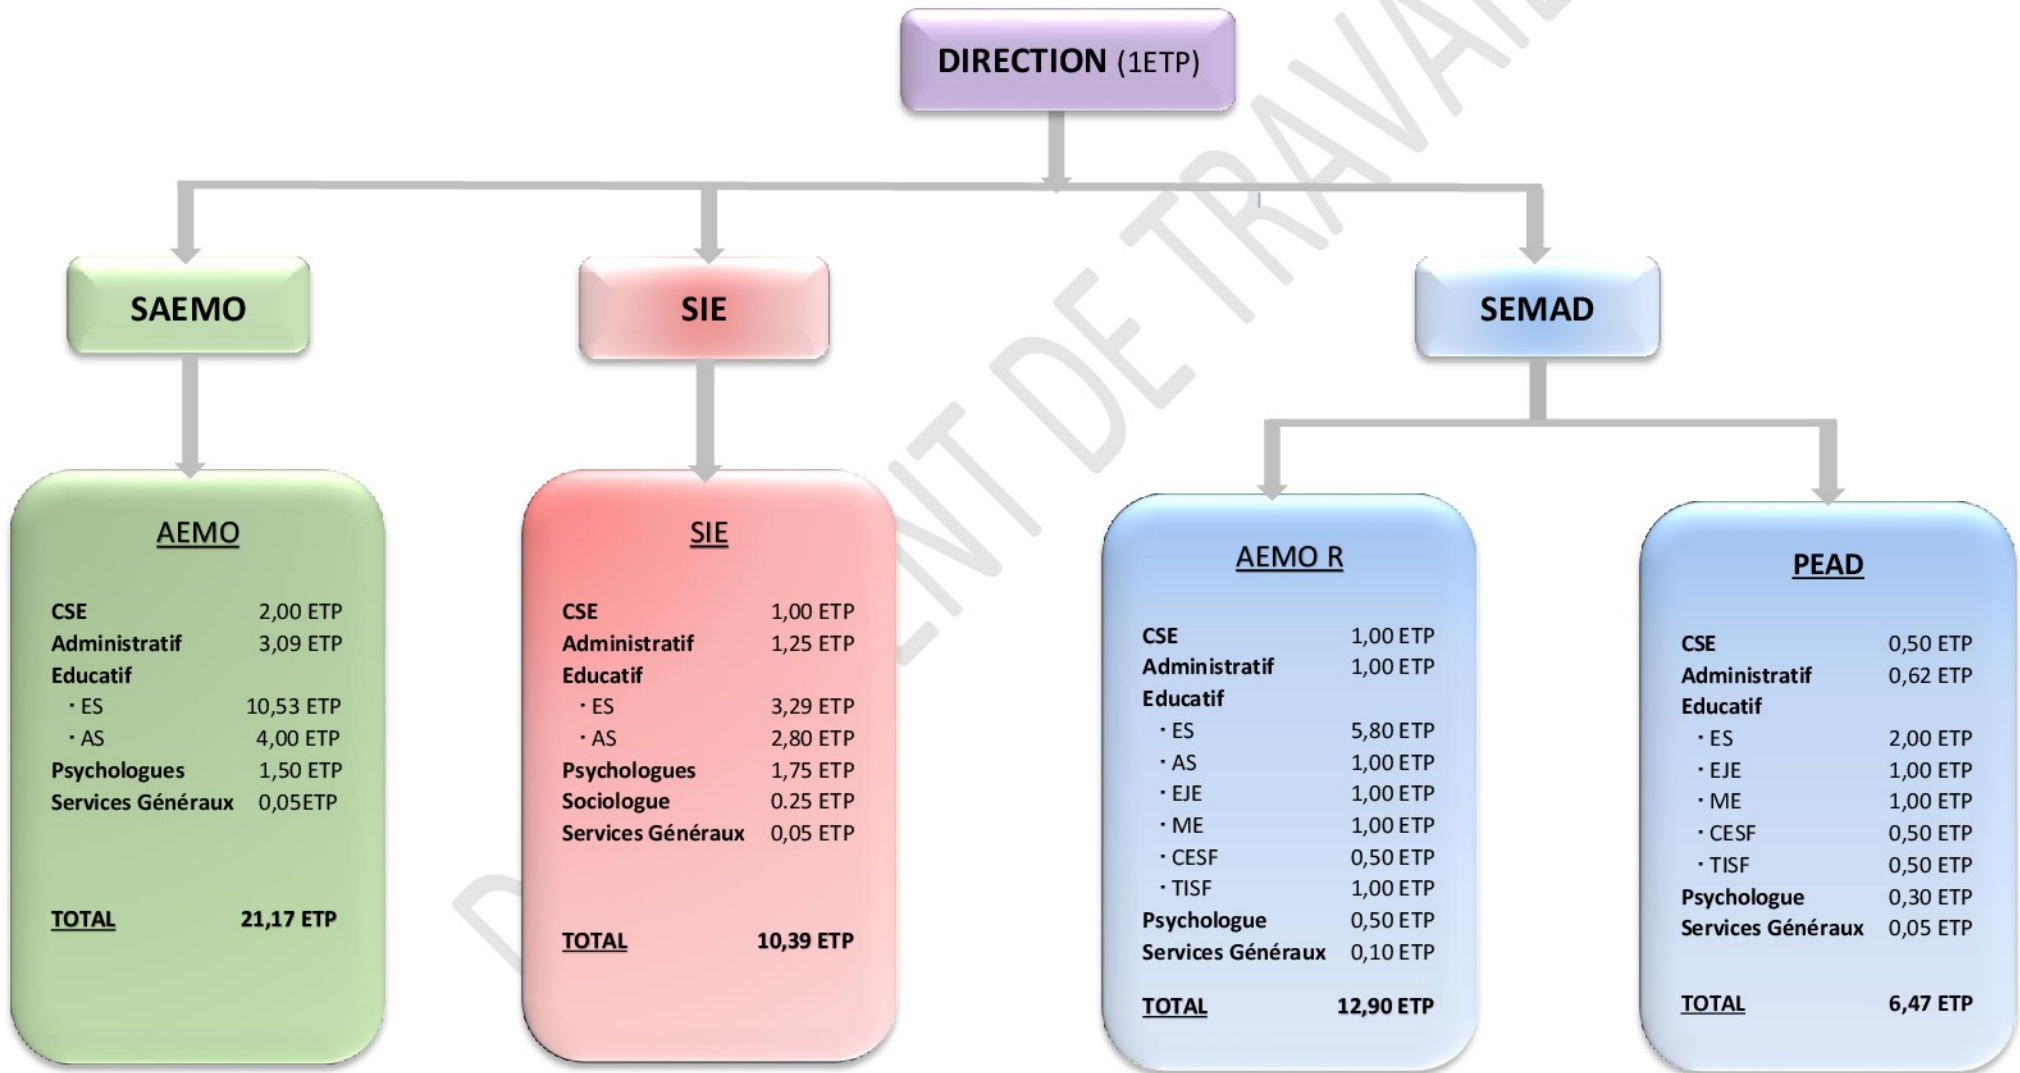 DIRECTION (1ETP)
SAEMO
SIE
SEMAD
AEMO
CSE 2,00 ETP
Administratif 3,09 ETP
Educatif
· ES 10,53 ETP
· AS 4,00 ETP
Psychologues 1,50 ETP
Services Généraux 0,05ETP
TOTAL 21,17 ETP
SIE
CSE 1,00 ETP
Administratif 1,25 ETP
Educatif
· ES 3,29 ETP
· AS 2,80 ETP
Psychologues 1,75 ETP
Sociologue 0.25 ETP
Services Généraux 0,05 ETP
TOTAL 10,39 ETP
AEMO R
CSE 1,00 ETP
Administratif 1,00 ETP
Educatif
· ES 5,80 ETP
· AS 1,00 ETP
· EJE 1,00 ETP
· ME 1,00 ETP
· CESF 0,50 ETP
· TISF 1,00 ETP
Psychologue 0,50 ETP
Services Généraux 0,10 ETP
TOTAL 12,90 ETP
PEAD
CSE 0,50 ETP
Administratif 0,62 ETP
Educatif
· ES 2,00 ETP
· EJE 1,00 ETP
· ME 1,00 ETP
· CESF 0,50 ETP
· TISF 0,50 ETP
Psychologue 0,30 ETP
Services Généraux 0,05 ETP
TOTAL 6,47 ETP
DE TRAVAIL